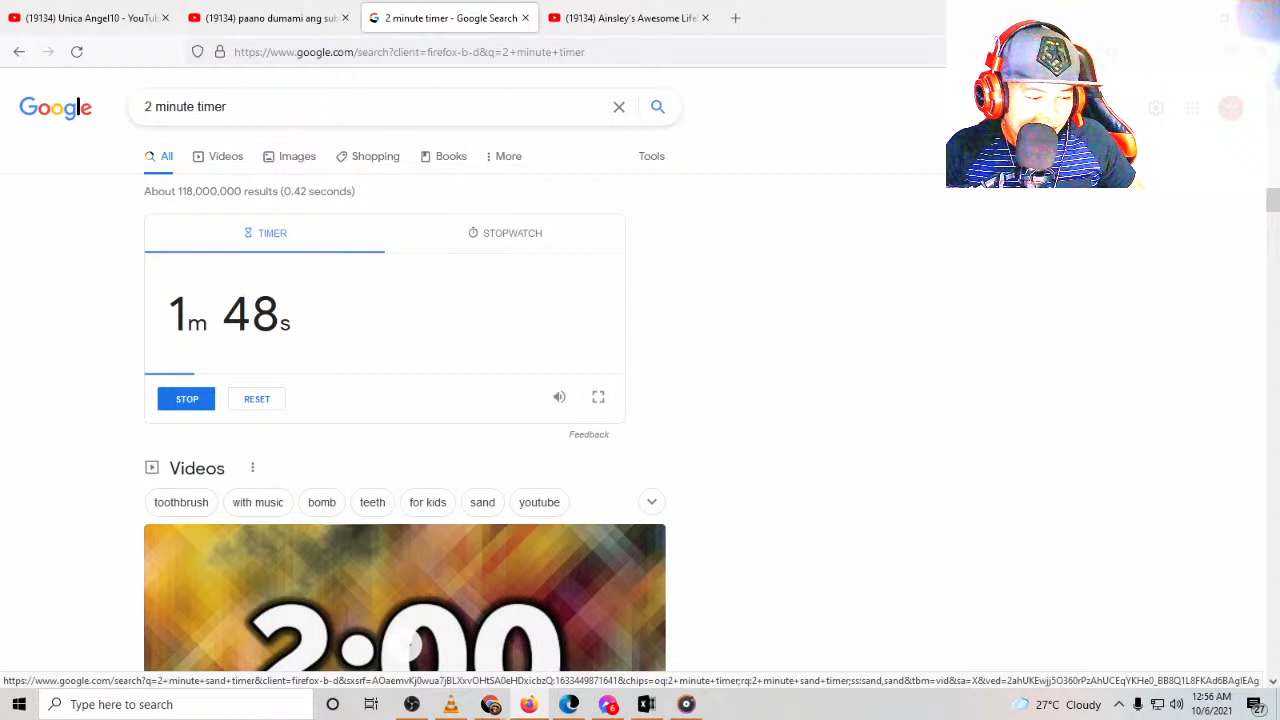 (19134) Unica Angel10 - YouTu
(19134) paano dumami ang sub
2 minute timer - Google Search
(19134) Ainsley's Awesome Life
https://www.google.com/search?client=firefox-b-d&q=2+minute+timer
Google
2 minute timer
All
Videos
Images
Shopping
Books
More
Tools
About 118,000,000 results (0.42 seconds)
TIMER
STOPWATCH
1m 48s
STOP
RESET
Feedback
Videos
toothbrush
with music
bomb
teeth
for kids
sand
youtube
2:00
Type here to search
27°C Cloudy
12:56 AM
10/6/2021
27